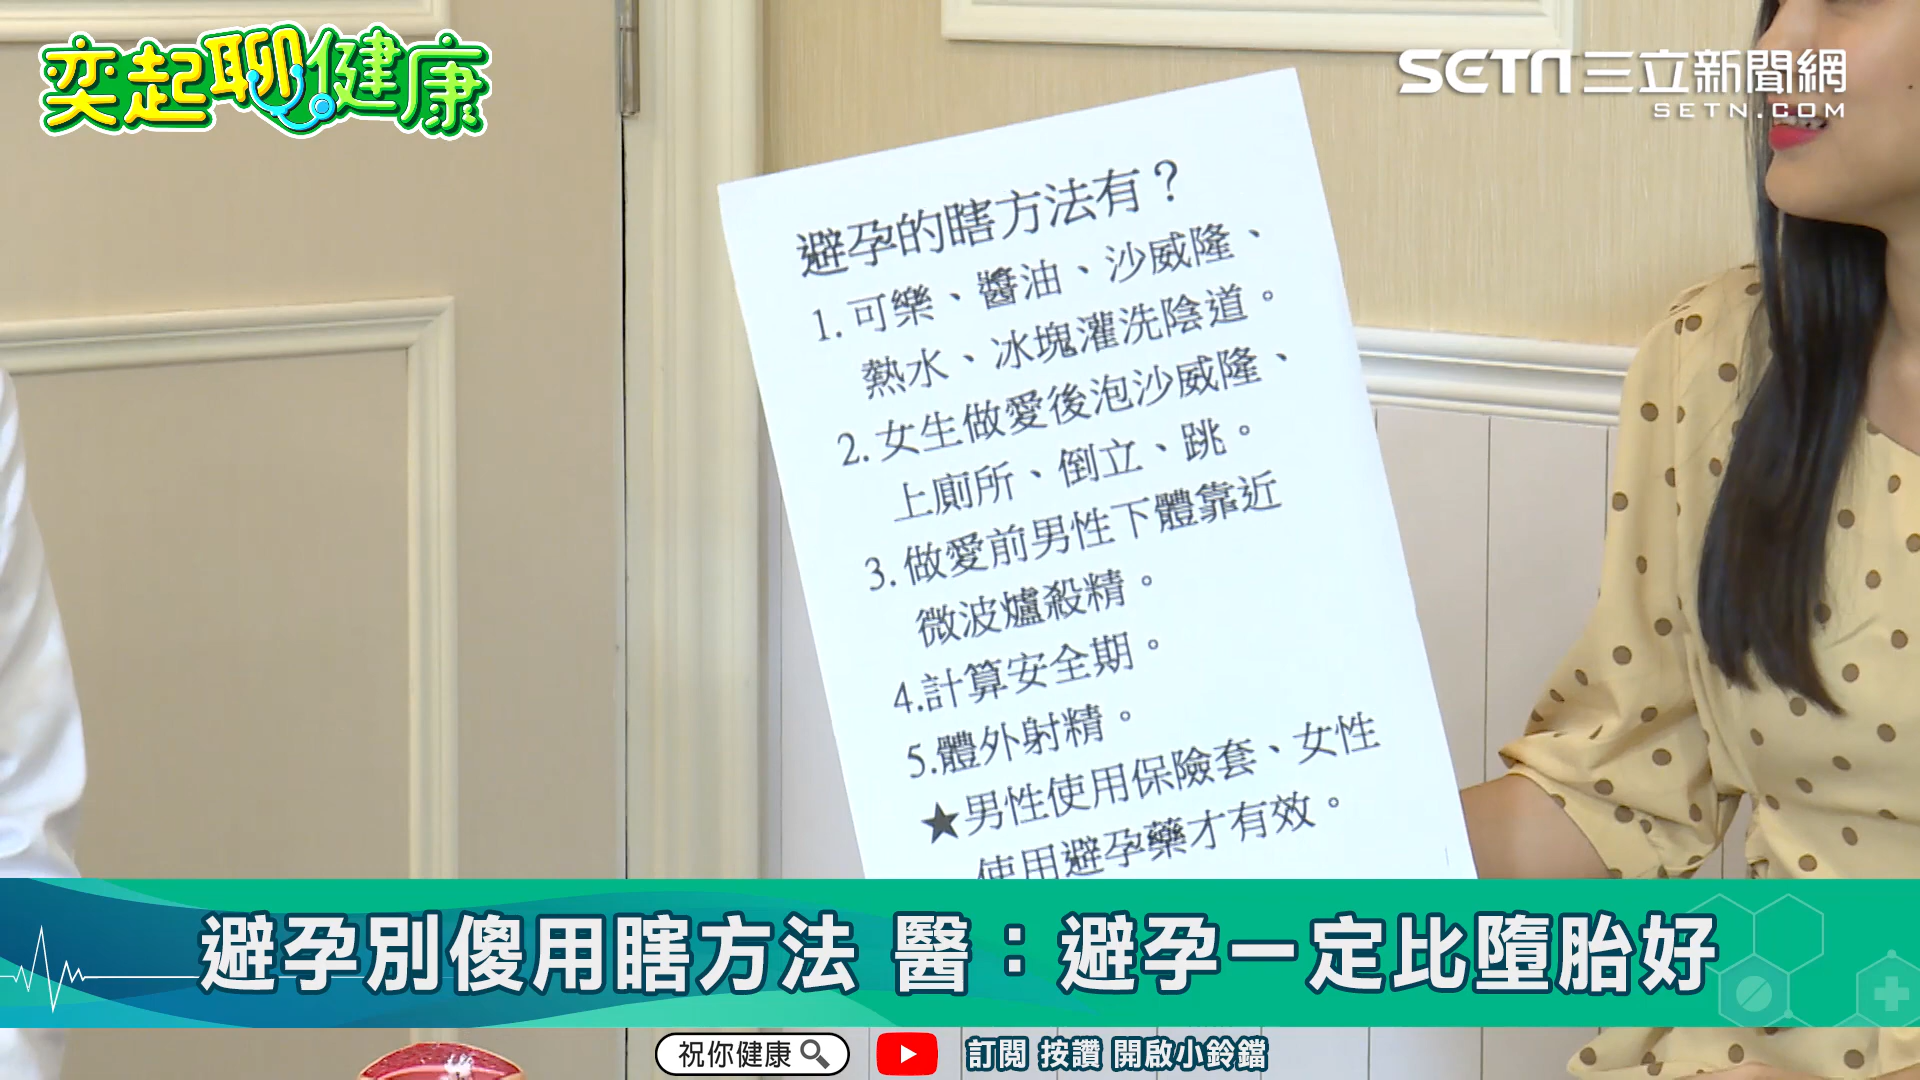 奕起聊健康
SETN三立新聞網
SETN.COM
避孕的瞎方法有？
1. 可樂、醬油、沙威隆、
熱水、冰塊灌洗陰道。
2. 女生做愛後泡沙威隆、
上廁所、倒立、跳。
3. 做愛前男性下體靠近
微波爐殺精。
4.計算安全期。
5.體外射精。
★男性使用保險套、女性
使用避孕藥才有效。
避孕別傻用瞎方法 醫：避孕一定比墮胎好
祝你健康
訂閱 按讚 開啟小鈴鐺